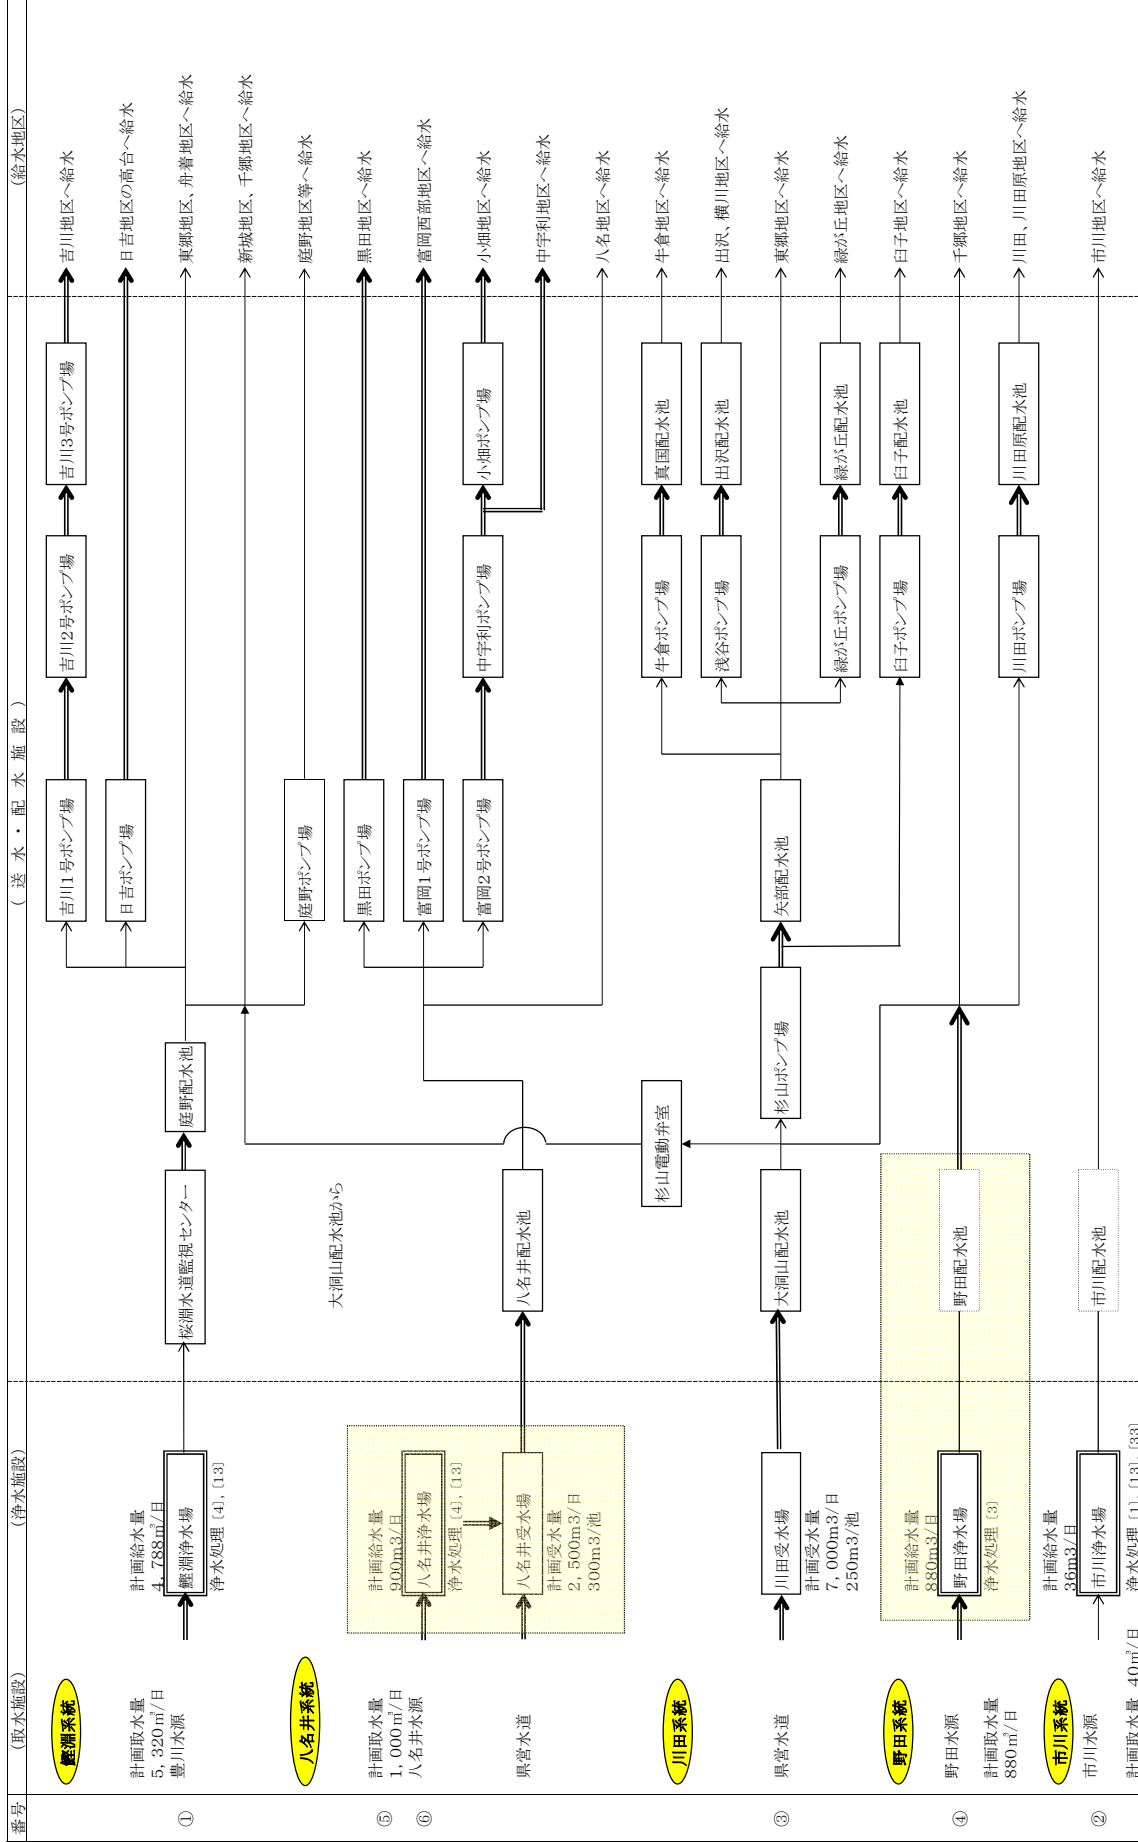 番号
(取水施設)
(浄水施設)
( 送 水 ・ 配 水 施 設 )
(給水地区)
鰹淵系統
①
計画取水量
5,320㎥/日
豊川水源
計画給水量
4,788㎥/日
鰹淵浄水場
浄水処理 [4],[13]
桜淵水道監視センター
庭野配水池
吉川1号ポンプ場
吉川2号ポンプ場
吉川3号ポンプ場
吉川地区へ給水
日吉ポンプ場
日吉地区の高台へ給水
東郷地区、舟着地区へ給水
新城地区、千郷地区へ給水
庭野ポンプ場
庭野地区等へ給水
大洞山配水池から
八名井系統
⑤
⑥
計画取水量
1,000㎥/日
八名井水源
計画給水量
900m3/日
八名井浄水場
浄水処理 [4],[13]
県営水道
八名井受水場
計画受水量
2,500m3/日
300m3/池
八名井配水池
黒田ポンプ場
黒田地区へ給水
富岡1号ポンプ場
富岡西部地区へ給水
富岡2号ポンプ場
中宇利ポンプ場
小畑ポンプ場
小畑地区へ給水
中宇利地区へ給水
八名地区へ給水
川田系統
③
県営水道
川田受水場
計画受水量
7,000m3/日
250m3/池
大洞山配水池
杉山電動弁室
杉山ポンプ場
矢部配水池
牛倉ポンプ場
真国配水池
牛倉地区へ給水
浅谷ポンプ場
出沢配水池
出沢、横川地区へ給水
東郷地区へ給水
緑が丘ポンプ場
緑が丘配水池
緑が丘地区へ給水
臼子ポンプ場
臼子配水池
臼子地区へ給水
野田系統
④
野田水源
計画取水量
880㎥/日
計画給水量
880m3/日
野田浄水場
浄水処理 [3]
野田配水池
千郷地区へ給水
川田ポンプ場
川田原配水池
川田、川田原地区へ給水
市川系統
②
市川水源
計画取水量 40㎥/日
計画給水量
36m3/日
市川浄水場
浄水処理 [1],[13],[33]
市川配水池
市川地区へ給水